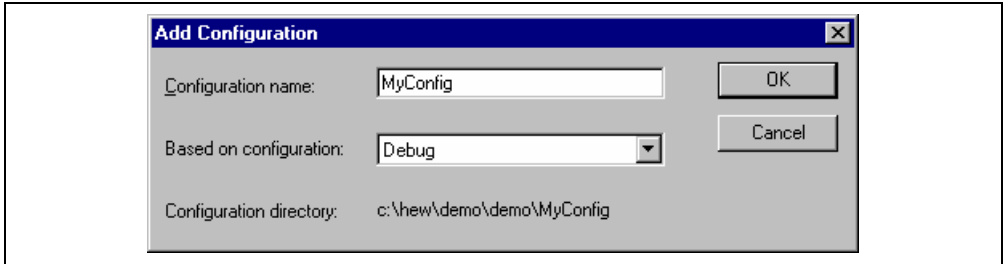 Add Configuration
Configuration name: MyConfig OK
Based on configuration: Debug Cancel
Configuration directory: c:\hew\demo\demo\MyConfig